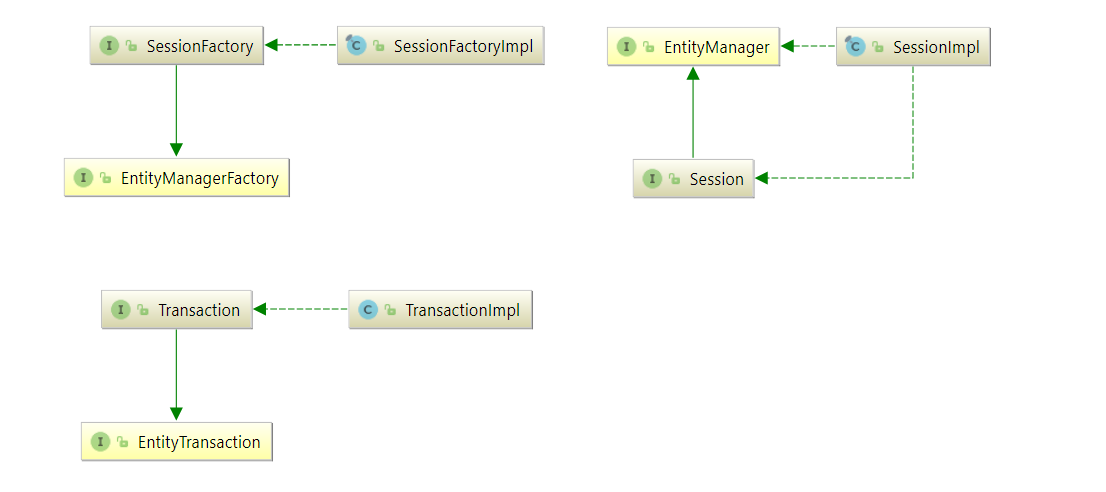 I SessionFactory
C SessionFactoryImpl
I EntityManager
C SessionImpl
I EntityManagerFactory
I Session
I Transaction
C TransactionImpl
I EntityTransaction